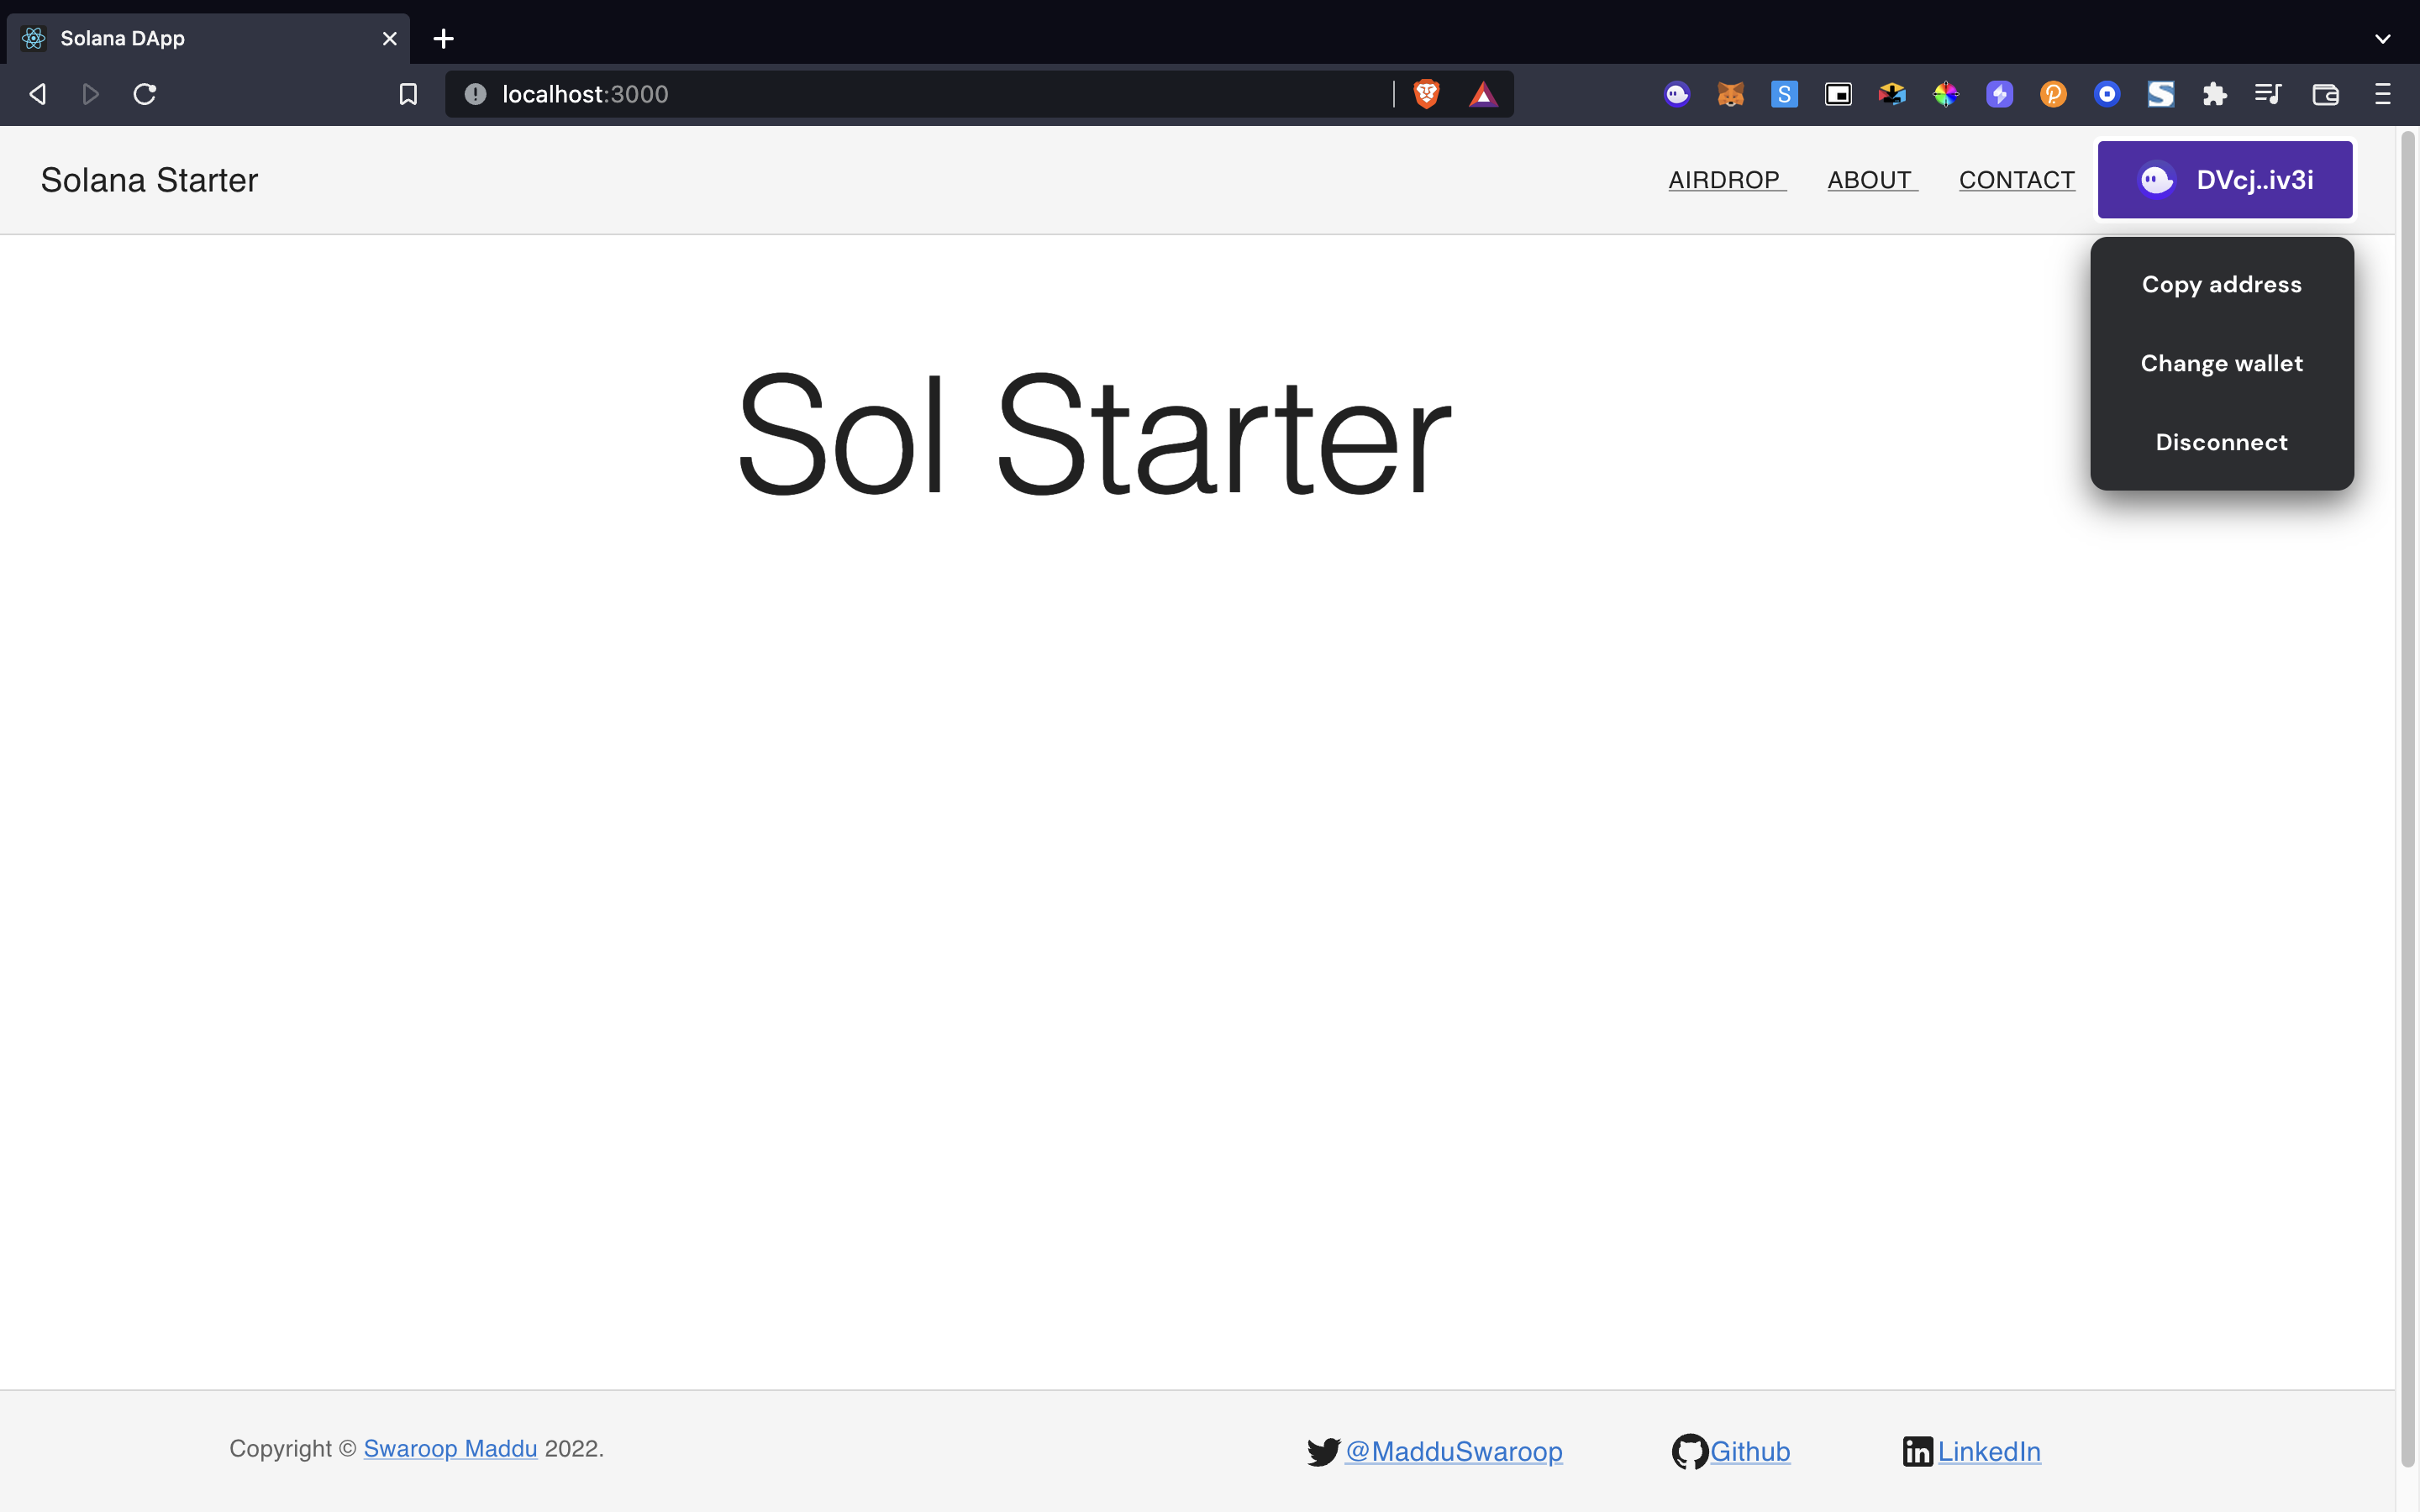 Solana DApp
localhost:3000
Solana Starter
AIRDROP ABOUT CONTACT DVcj..iv3i
Copy address
Change wallet
Disconnect
Sol Starter
Copyright © Swaroop Maddu 2022. @MadduSwaroop Github LinkedIn